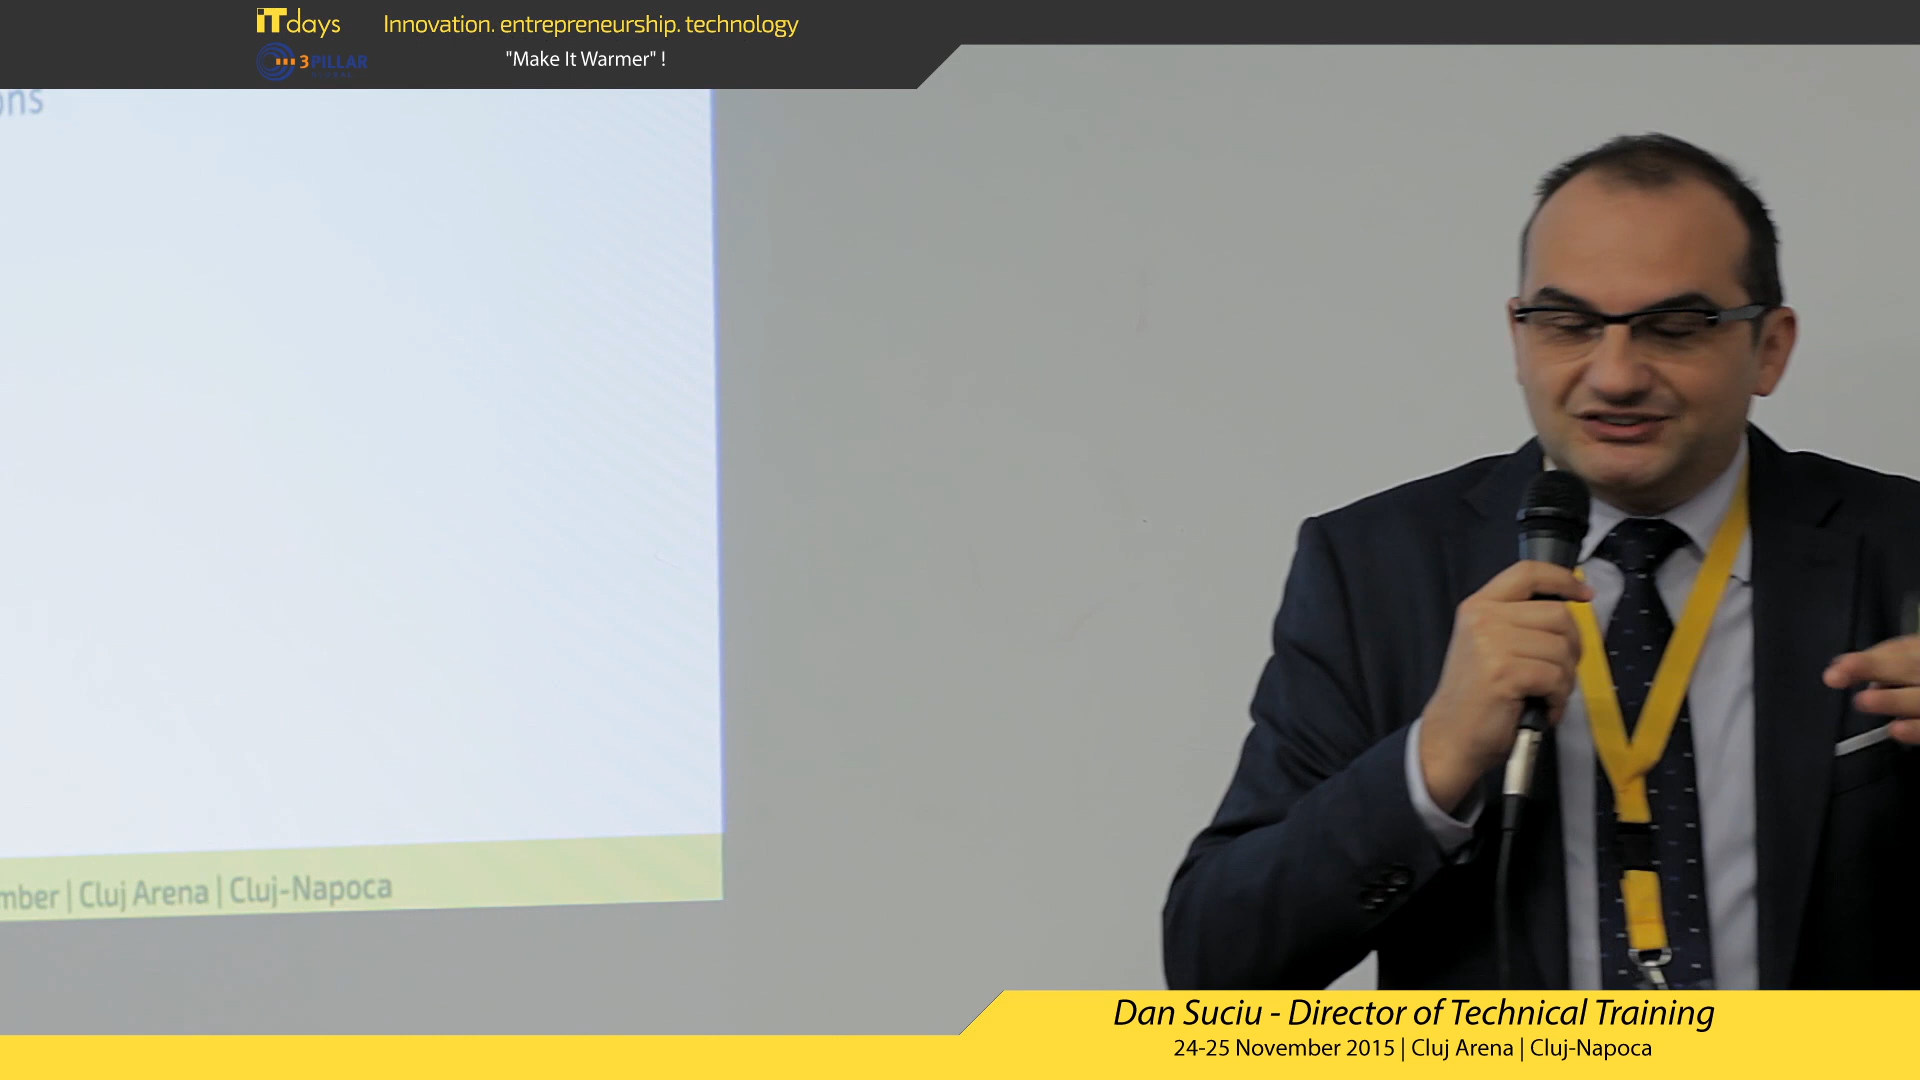 iTdays
Innovation. entrepreneurship. technology
3PILLAR
"Make It Warmer" !
ons
mber | Cluj Arena | Cluj-Napoca
Dan Suciu - Director of Technical Training
24-25 November 2015 | Cluj Arena | Cluj-Napoca